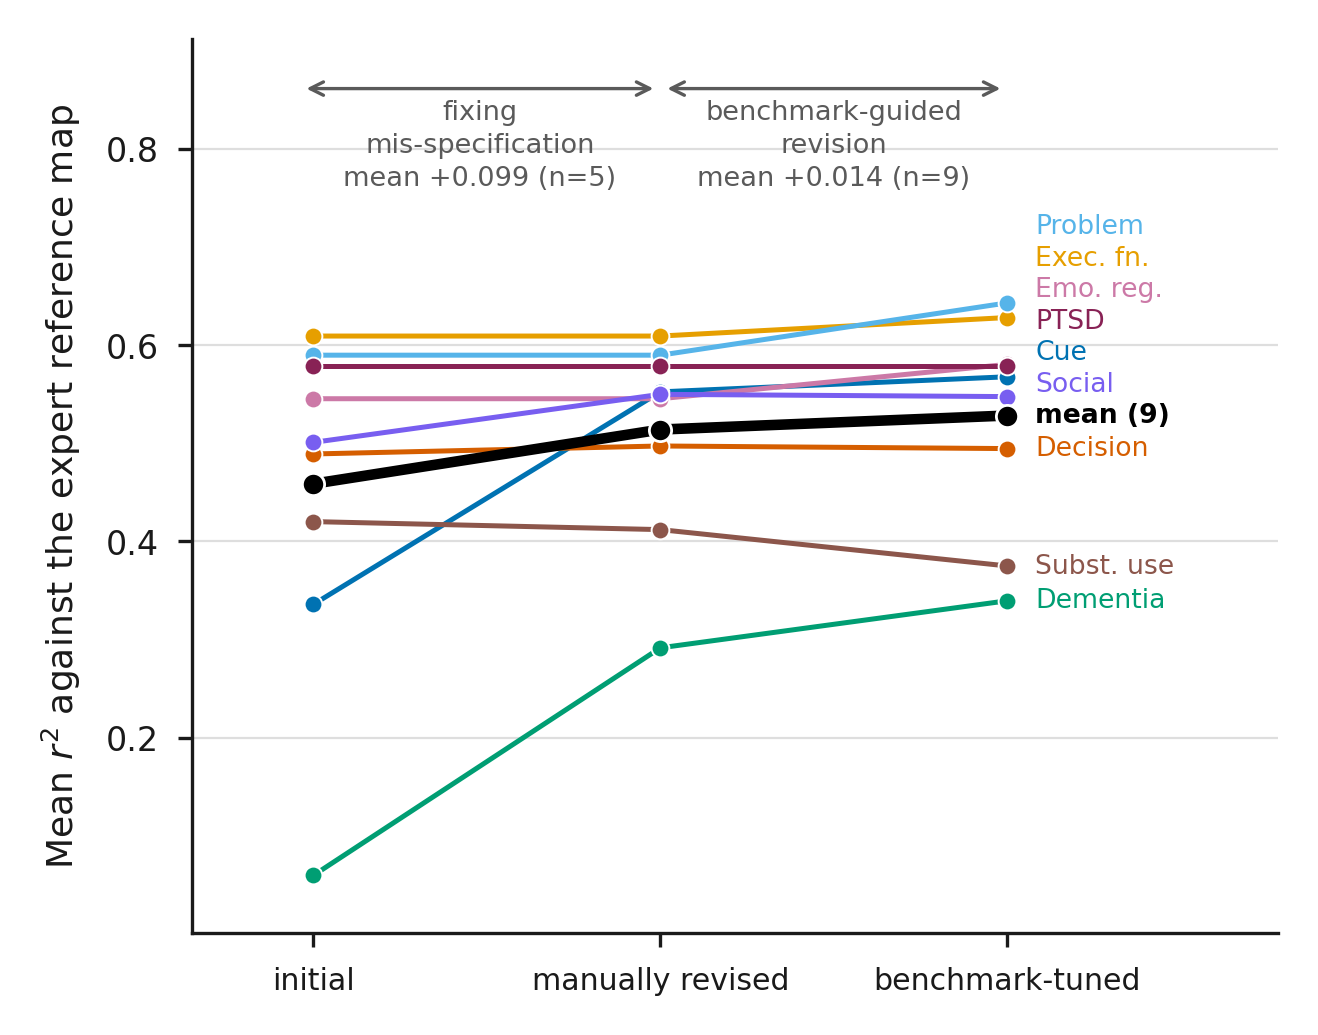 fixing
mis-specification
mean +0.099 (n=5)
benchmark-guided
revision
mean +0.014 (n=9)
Mean r² against the expert reference map
0.8
0.6
0.4
0.2
Problem
Exec. fn.
Emo. reg.
PTSD
Cue
Social
mean (9)
Decision
Subst. use
Dementia
initial
manually revised
benchmark-tuned